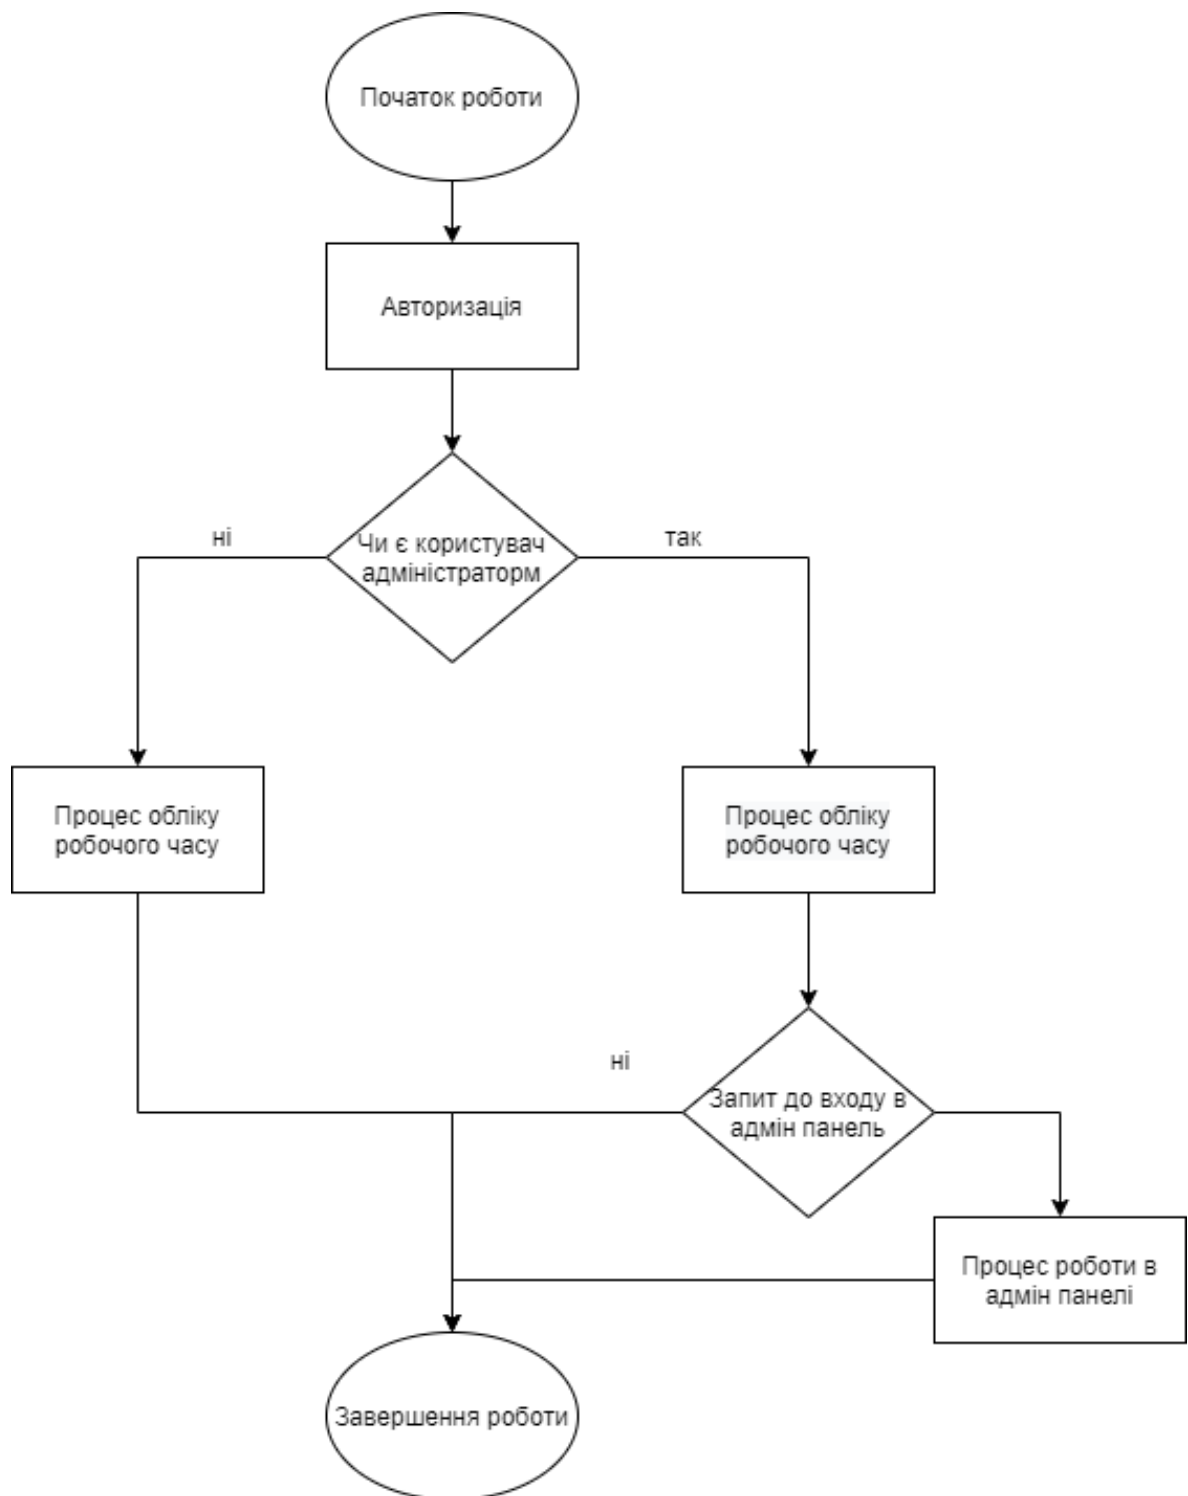 Початок роботи
Авторизація
ні
так
Чи є користувач
адміністратрм
Процес обліку
робочого часу
Процес обліку
робочого часу
ні
Запит до входу в
адмін панель
Процес роботи в
адмін панелі
Завершення роботи